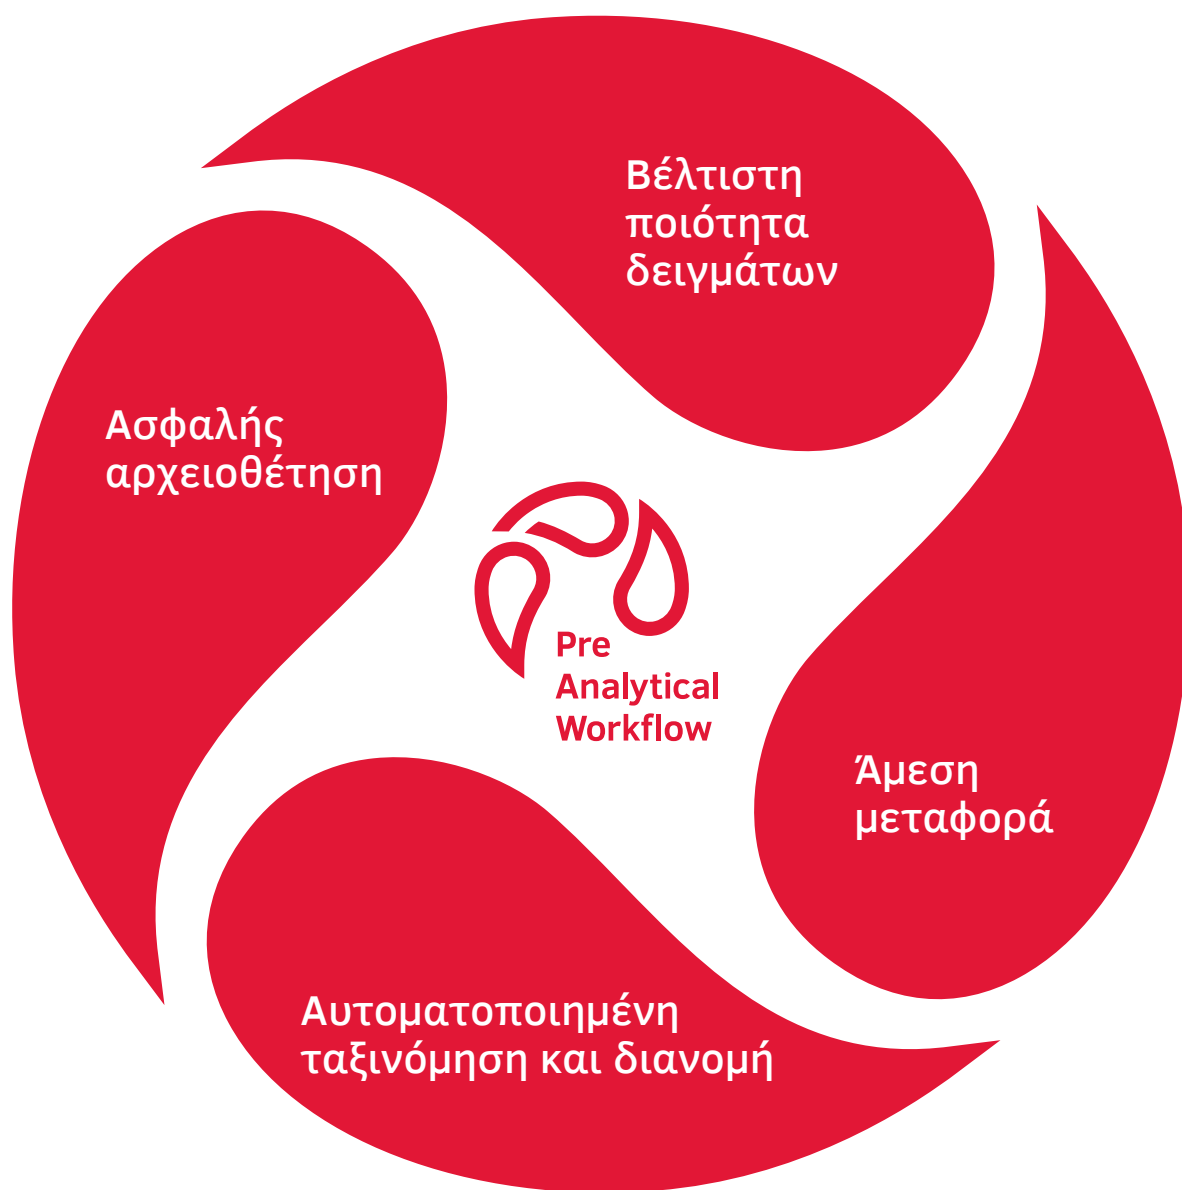 Βέλτιστη
ποιότητα
δειγμάτων
Ασφαλής
αρχειοθέτηση
Pre
Analytical
Workflow
Άμεση
μεταφορά
Αυτοματοποιημένη
ταξινόμηση και διανομή